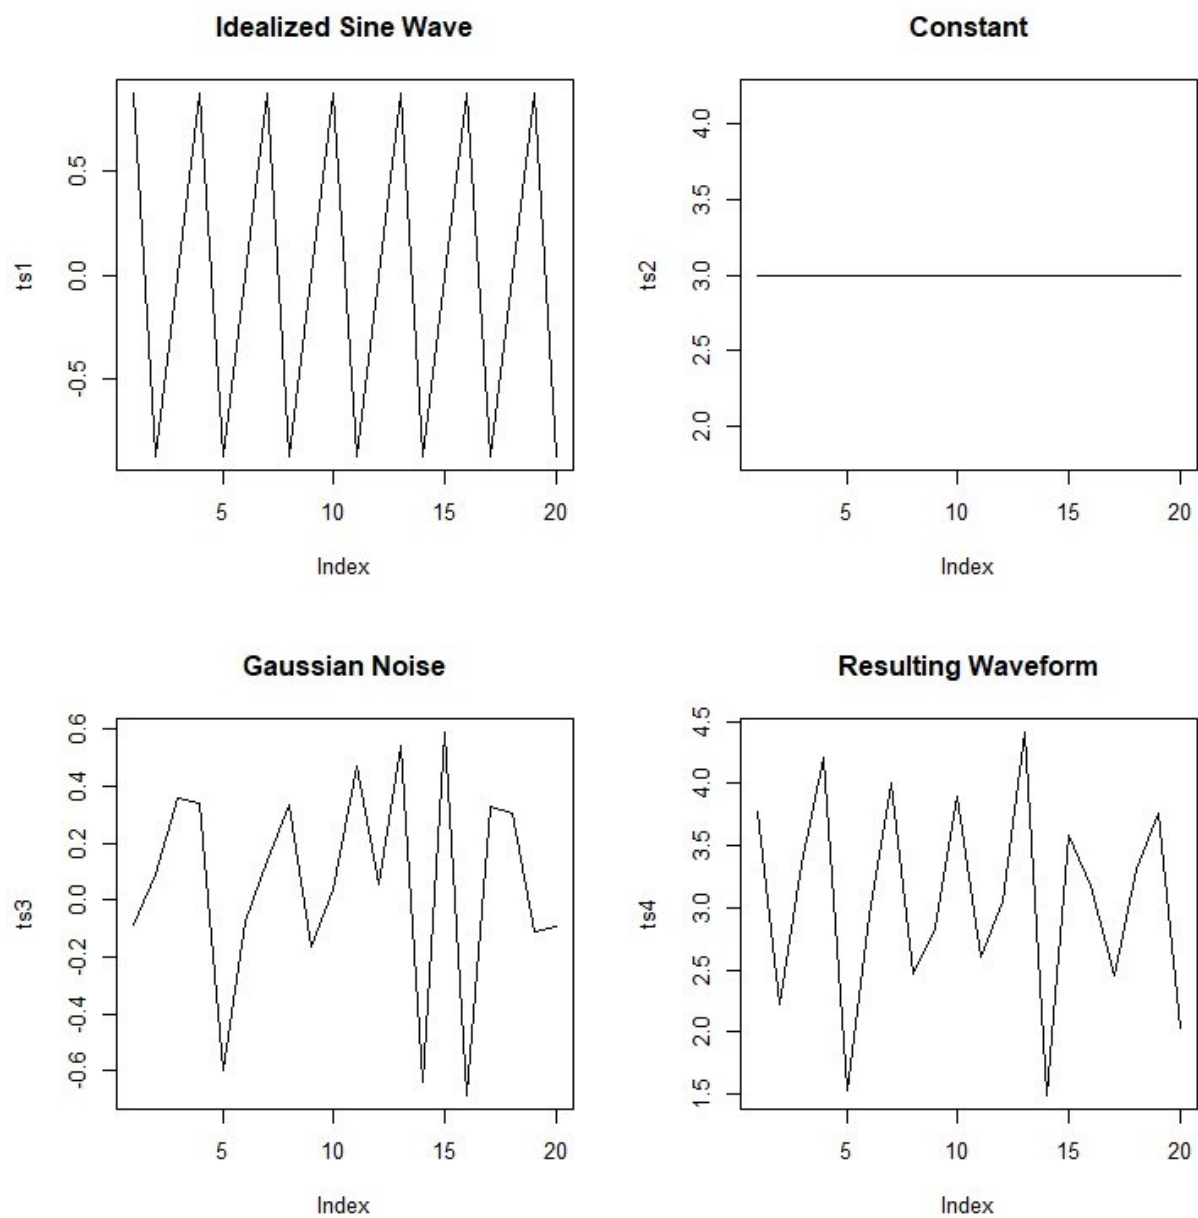 Idealized Sine Wave
ts1
0.5
0.0
-0.5
5 10 15 20
Index
Constant
ts2
4.0
3.5
3.0
2.5
2.0
5 10 15 20
Index
Gaussian Noise
ts3
0.6
0.4
0.2
0.0
-0.2
-0.4
-0.6
5 10 15 20
Index
Resulting Waveform
ts4
4.5
4.0
3.5
3.0
2.5
2.0
1.5
5 10 15 20
Index